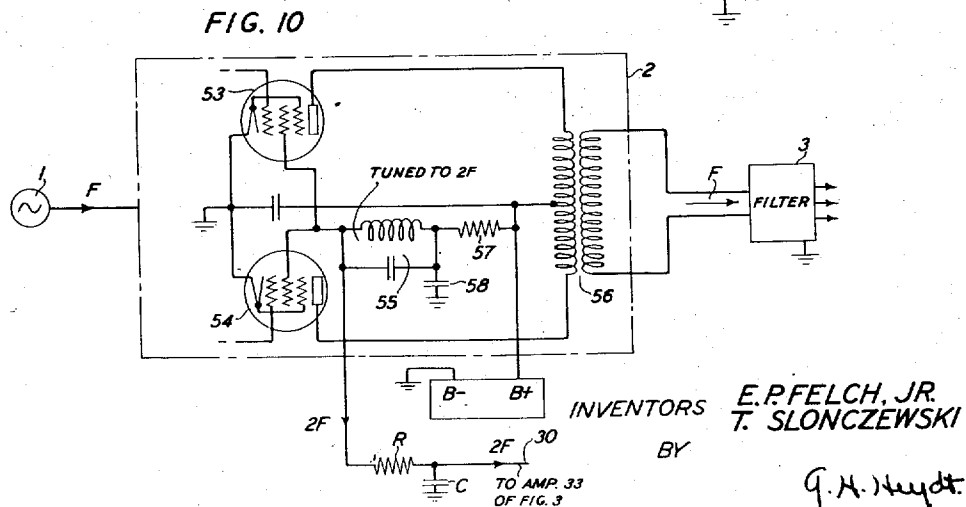 FIG. 10
53
2
1
F
TUNED TO 2F
F
3
FILTER
57
55
58
56
54
B- B+
INVENTORS E.P. FELCH, JR.
T. SLONCZEWSKI
BY
2F
R
2F
30
C
TO AMP. 33
OF FIG. 3
G. H. Heydt.